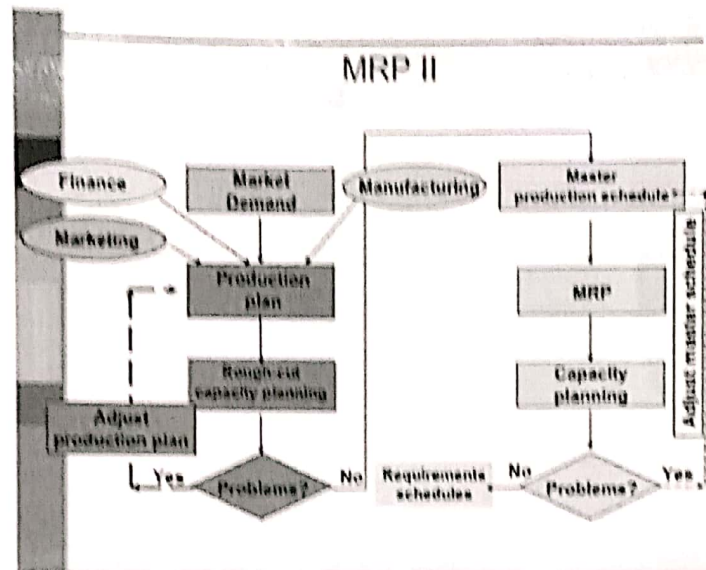 MRP II
Finance
Market
Demand
Manufacturing
Master
production schedule
Marketing
Production
plan
MRP
Rough-cut
capacity planning
Capacity
planning
Adjust master schedule
Adjust
production plan
Yes
Problems?
No
Requirements
schedules
No
Problems?
Yes